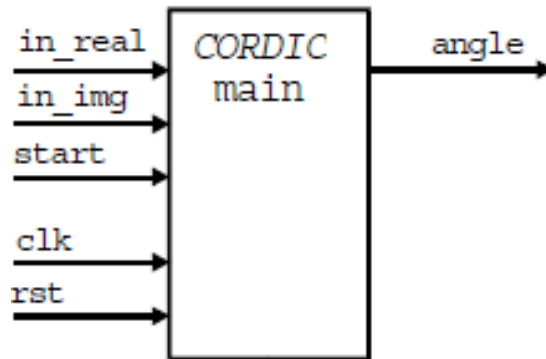 in_real
in_img
start
clk
rst
CORDIC
main
angle